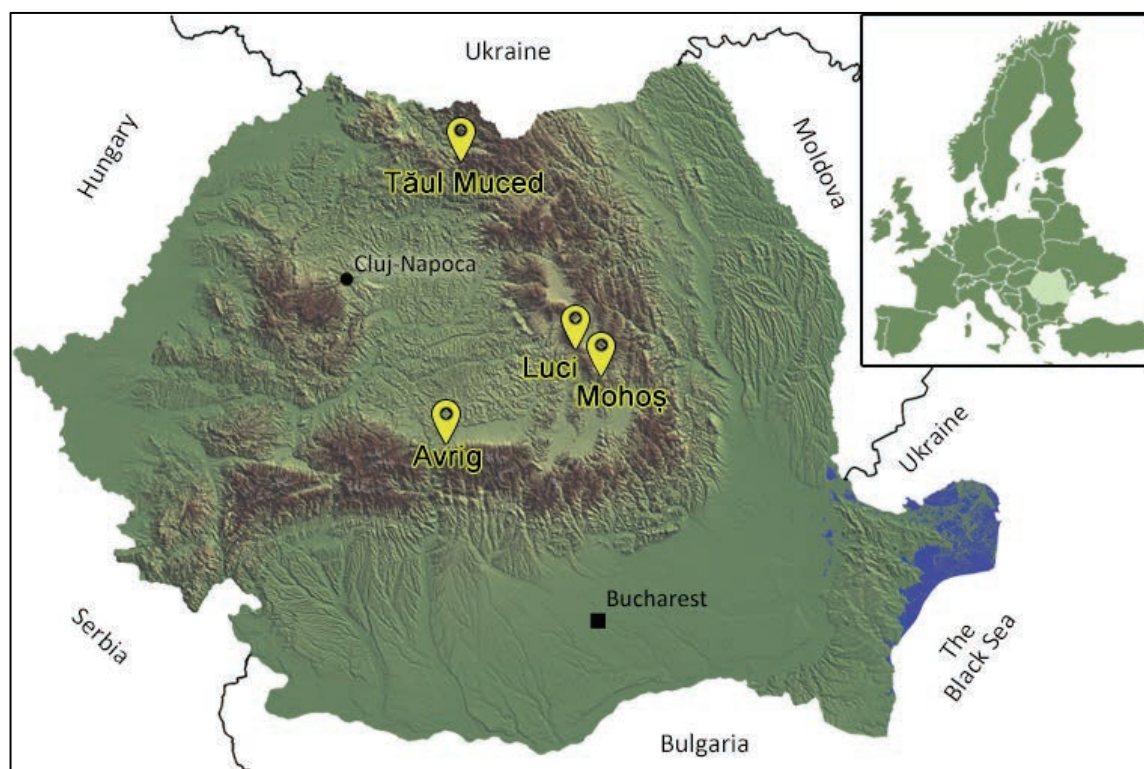 Ukraine
Hungary
Moldova
Tăul Muced
Cluj-Napoca
Luci
Mohoș
Avrig
Ukraine
Bucharest
Serbia
The
Black Sea
Bulgaria